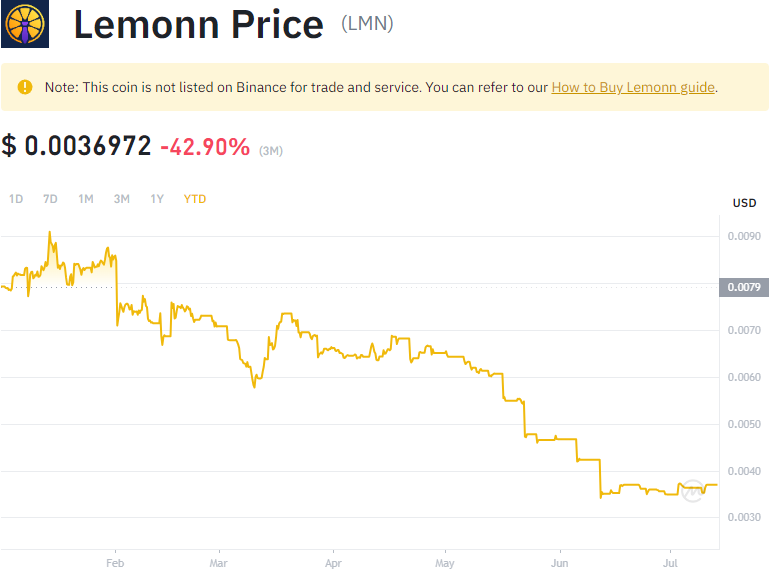 Lemonn Price (LMN)
Note: This coin is not listed on Binance for trade and service. You can refer to our How to Buy Lemonn guide.
$ 0.0036972 -42.90% (3M)
1D 7D 1M 3M 1Y YTD
USD
0.0090
0.0079
0.0070
0.0060
0.0050
0.0040
0.0030
Feb Mar Apr May Jun Jul